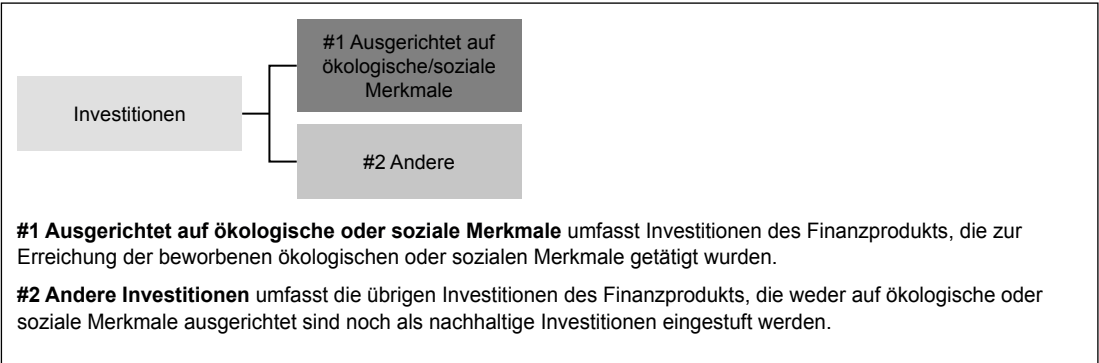 #1 Ausgerichtet auf
ökologische/soziale
Merkmale
Investitionen
#2 Andere
#1 Ausgerichtet auf ökologische oder soziale Merkmale umfasst Investitionen des Finanzprodukts, die zur
Erreichung der beworbenen ökologischen oder sozialen Merkmale getätigt wurden.
#2 Andere Investitionen umfasst die übrigen Investitionen des Finanzprodukts, die weder auf ökologische oder
soziale Merkmale ausgerichtet sind noch als nachhaltige Investitionen eingestuft werden.